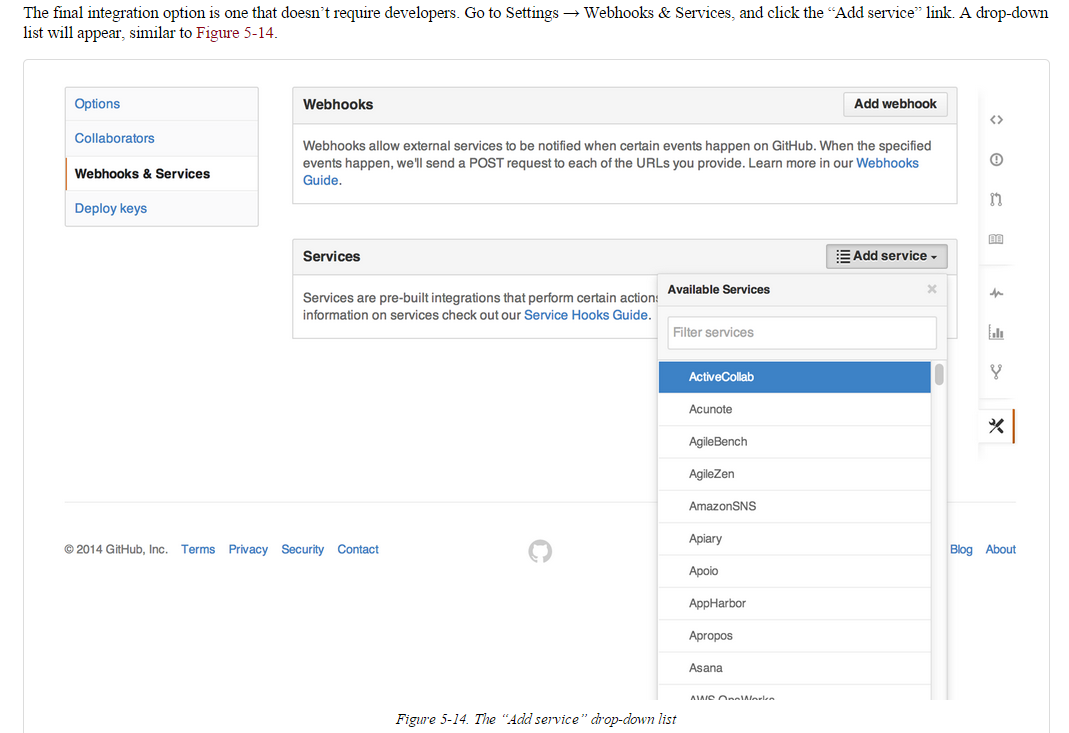 The final integration option is one that doesn’t require developers. Go to Settings → Webhooks & Services, and click the “Add service” link. A drop-down
list will appear, similar to Figure 5-14.
Options
Collaborators
Webhooks & Services
Deploy keys
Webhooks
Add webhook
Webhooks allow external services to be notified when certain events happen on GitHub. When the specified
events happen, we'll send a POST request to each of the URLs you provide. Learn more in our Webhooks
Guide.
Services
Add service
Services are pre-built integrations that perform certain actions
information on services check out our Service Hooks Guide.
Available Services
Filter services
ActiveCollab
Acunote
AgileBench
AgileZen
AmazonSNS
Apiary
Apoio
AppHarbor
Apropos
Asana
AWS OpsWorks
© 2014 GitHub, Inc. Terms Privacy Security Contact
Blog About
Figure 5-14. The “Add service” drop-down list